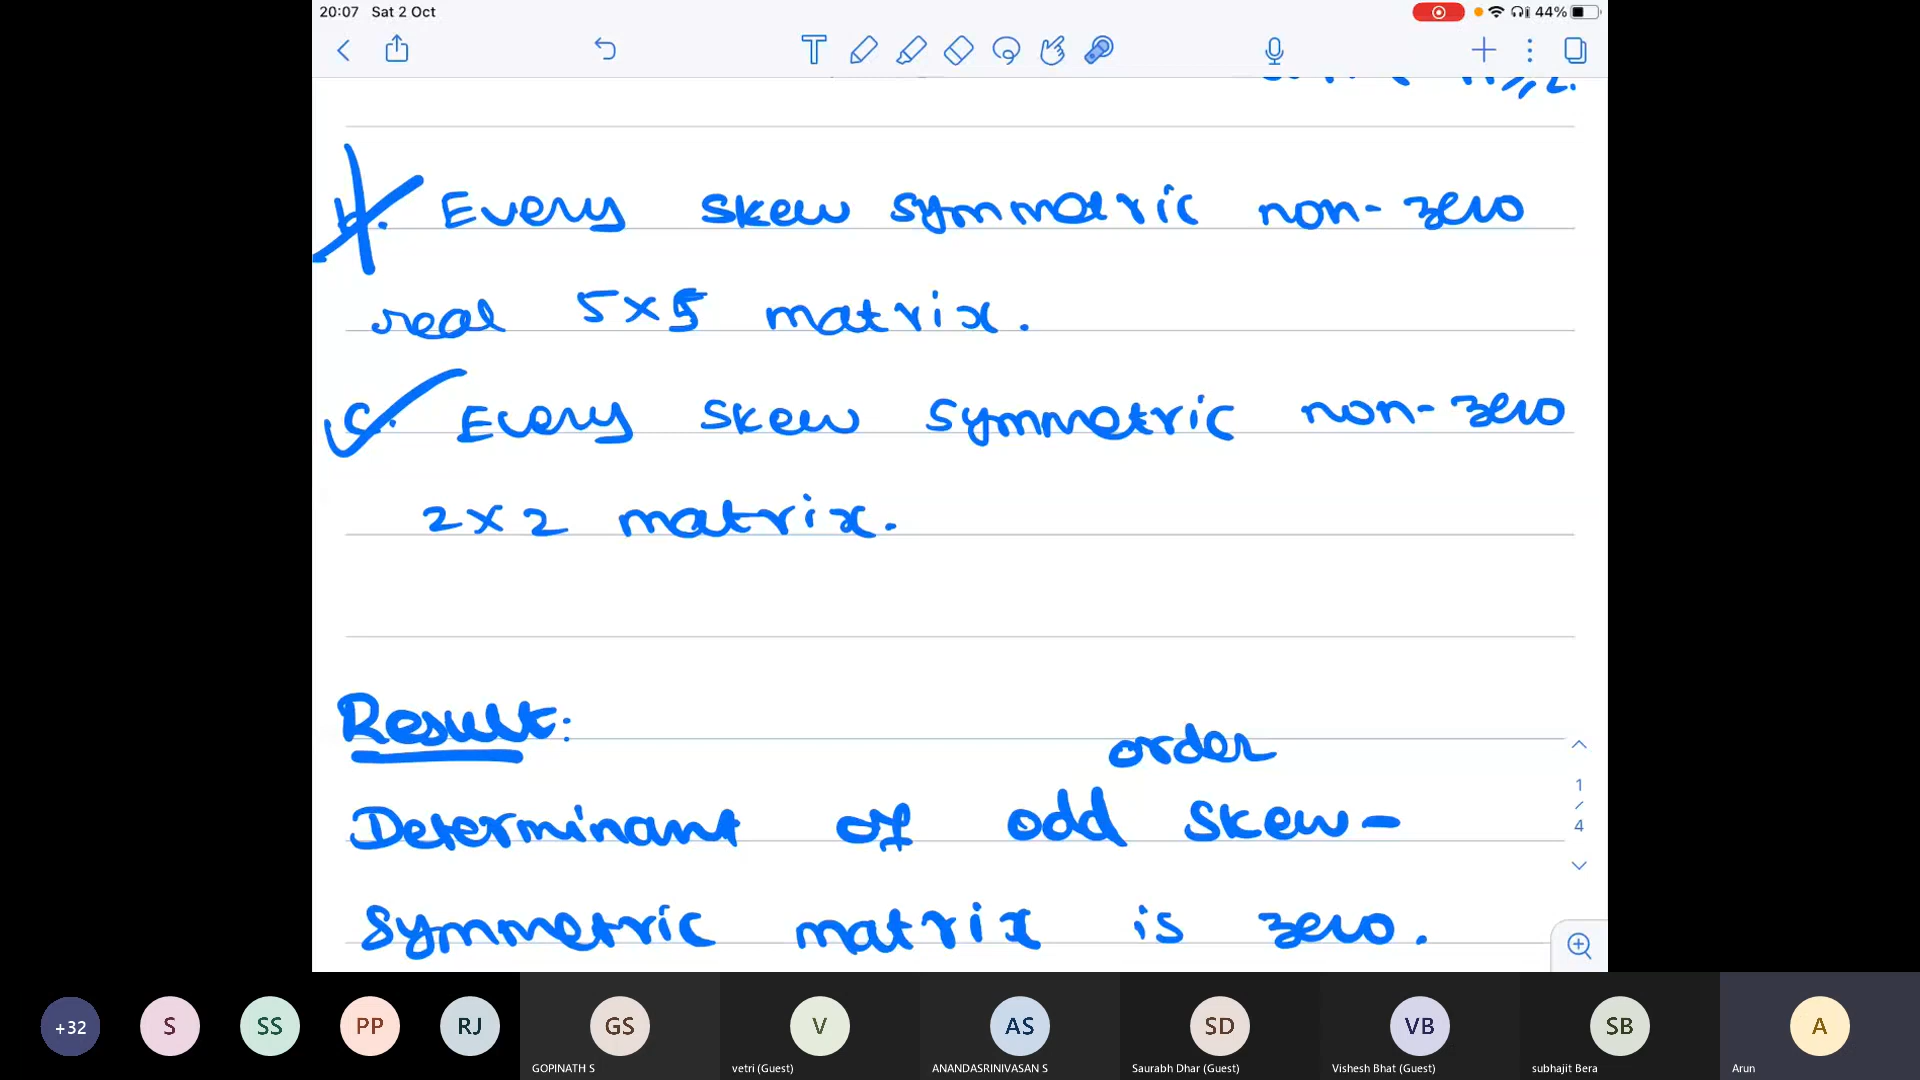 20:07 Sat 2 Oct
44%
T
b. Every skew symmetric non-zero
real 5x5 matrix.
c. Every skew symmetric non-zero
2x2 matrix.
Result:
order
Determinant of odd skew-
symmetric matrix is zero.
1
/
4
+32
S
SS
PP
RJ
GS
V
AS
SD
VB
SB
A
GOPINATH S
vetri (Guest)
ANANDASRINIVASAN S
Saurabh Dhar (Guest)
Vishesh Bhat (Guest)
subhajit Bera
Arun